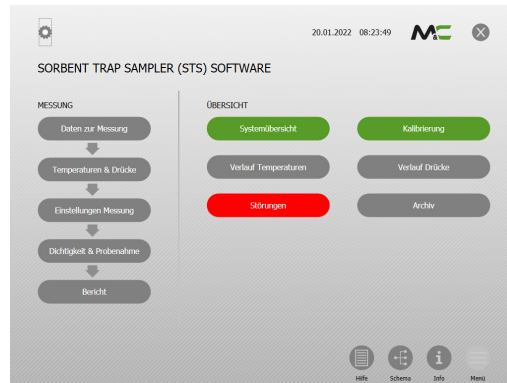 20.01.2022 08:23:49
M&C
SORBENT TRAP SAMPLER (STS) SOFTWARE
MESSUNG
Daten zur Messung
Temperaturen & Drücke
Einstellungen Messung
Dichtigkeit & Probenahme
Bericht
ÜBERSICHT
Systemübersicht
Kalibrierung
Verlauf Temperaturen
Verlauf Drücke
Störungen
Archiv
Hilfe
Schema
i
Info
Menü